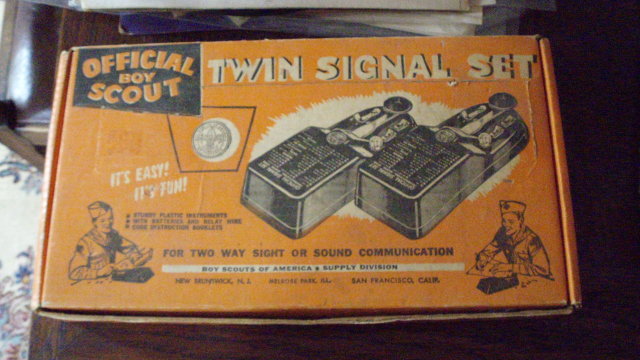 OFFICIAL
BOY
SCOUT
TWIN SIGNAL SET
IT'S EASY!
IT'S FUN!
STURDY PLASTIC INSTRUMENTS
WITH BATTERIES AND RELAY WIRE
CODE INSTRUCTION BOOKLETS
FOR TWO WAY SIGHT OR SOUND COMMUNICATION
BOY SCOUTS OF AMERICA SUPPLY DIVISION
NEW BRUNSWICK, N. J. MELROSE PARK, ILL. SAN FRANCISCO, CALIF.